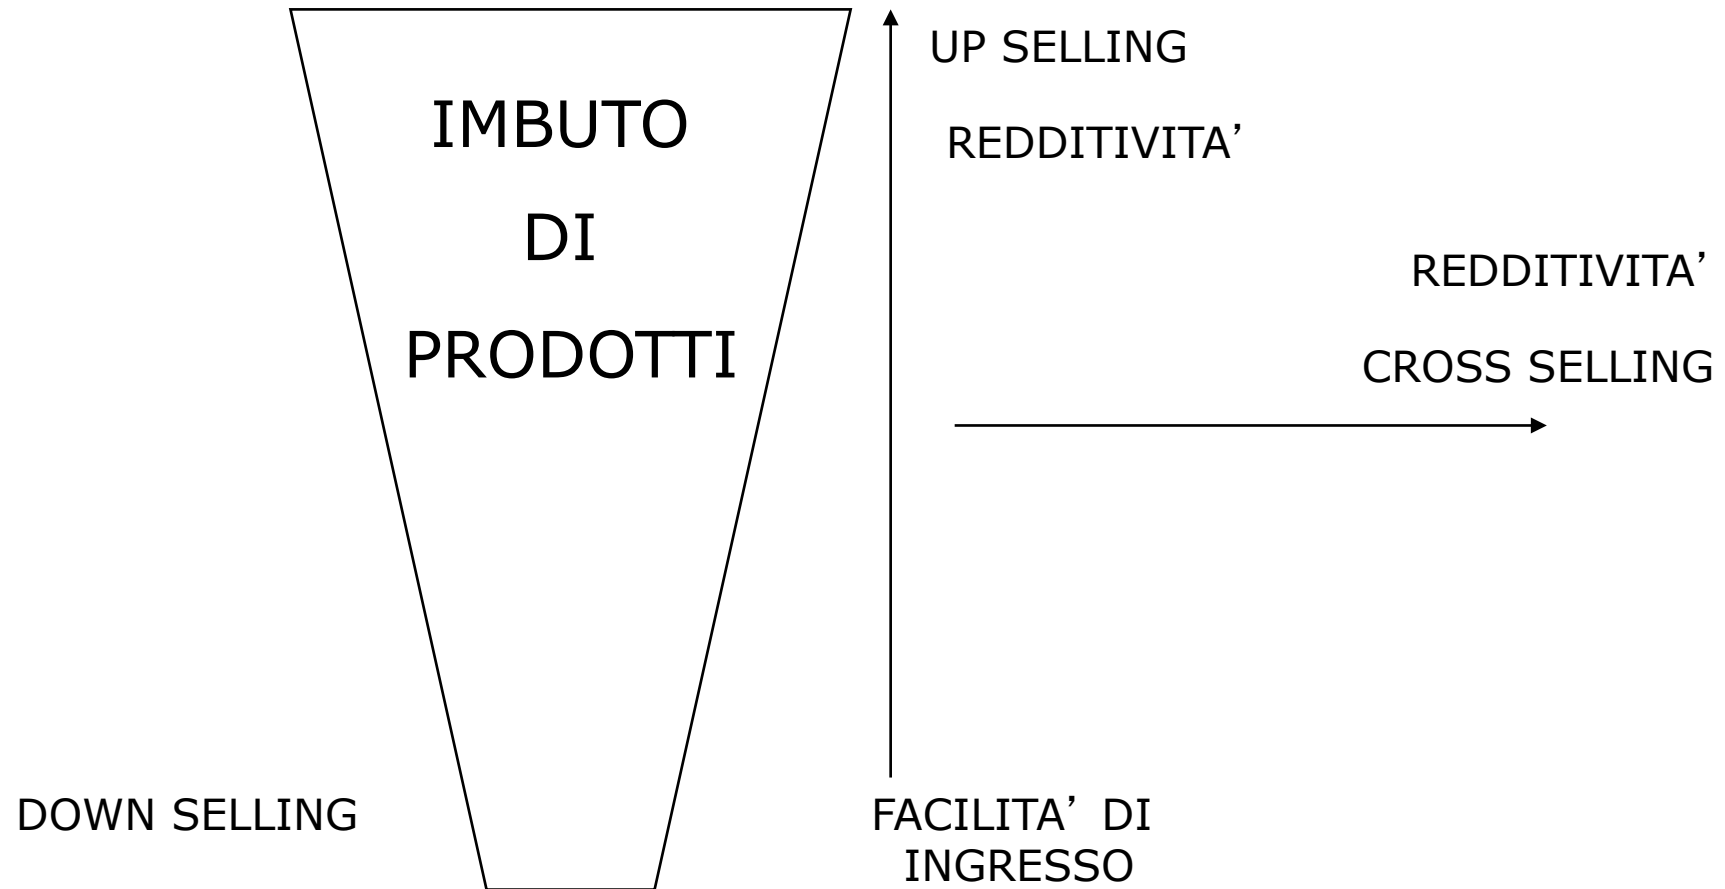 UP SELLING
IMBUTO
REDDITIVITA’
DI
REDDITIVITA’
PRODOTTI
CROSS SELLING
DOWN SELLING
FACILITA’ DI
INGRESSO